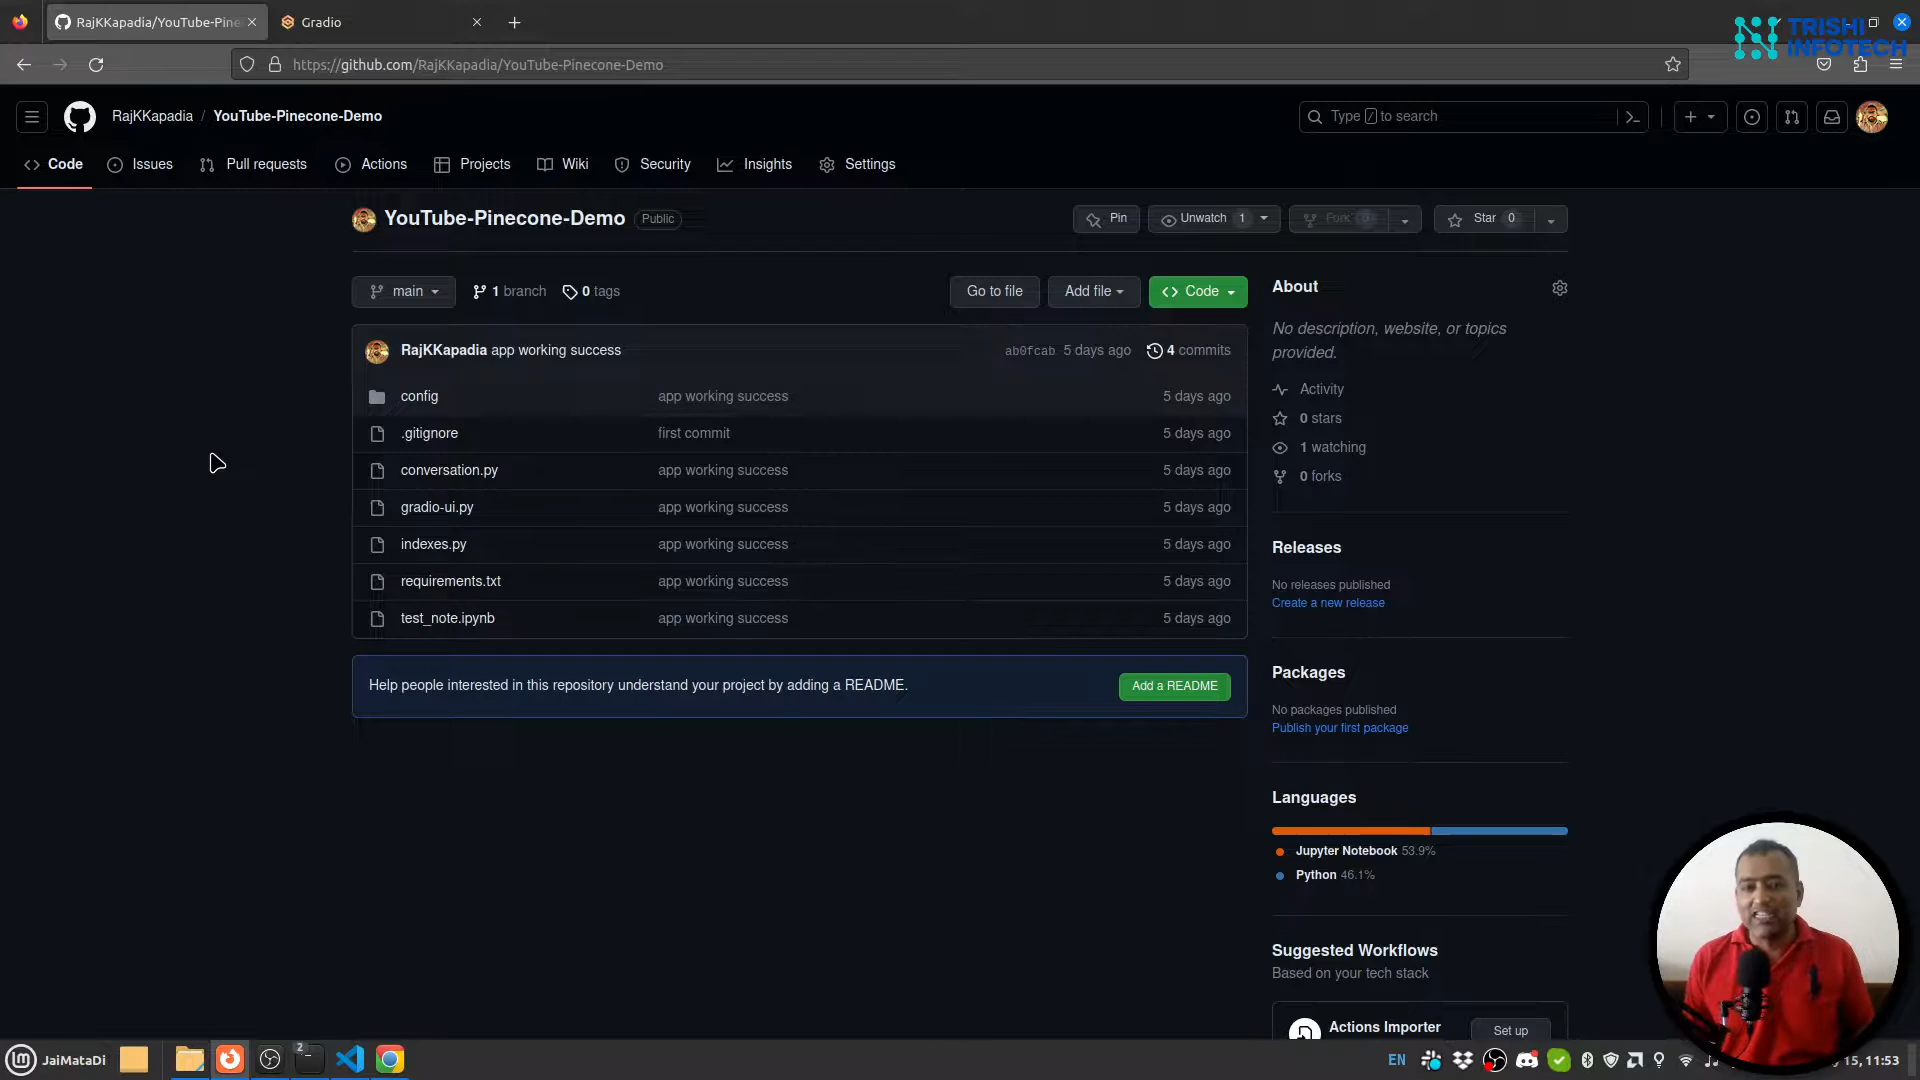 RajKKapadia/YouTube-Pine
Gradio
TRISHI
INFOTECH
https://github.com/RajKKapadia/YouTube-Pinecone-Demo
RajKKapadia / YouTube-Pinecone-Demo
Type / to search
Code
Issues
Pull requests
Actions
Projects
Wiki
Security
Insights
Settings
YouTube-Pinecone-Demo Public
Pin
Unwatch 1
Fork 0
Star 0
main
1 branch
0 tags
Go to file
Add file
Code
RajKKapadia app working success ab0fcab 5 days ago 4 commits
config app working success 5 days ago
.gitignore first commit 5 days ago
conversation.py app working success 5 days ago
gradio-ui.py app working success 5 days ago
indexes.py app working success 5 days ago
requirements.txt app working success 5 days ago
test_note.ipynb app working success 5 days ago
Help people interested in this repository understand your project by adding a README.
Add a README
About
No description, website, or topics
provided.
Activity
0 stars
1 watching
0 forks
Releases
No releases published
Create a new release
Packages
No packages published
Publish your first package
Languages
Jupyter Notebook 53.9%
Python 46.1%
Suggested Workflows
Based on your tech stack
Actions Importer
Set up
JaiMataDi
2
EN
15, 11:53